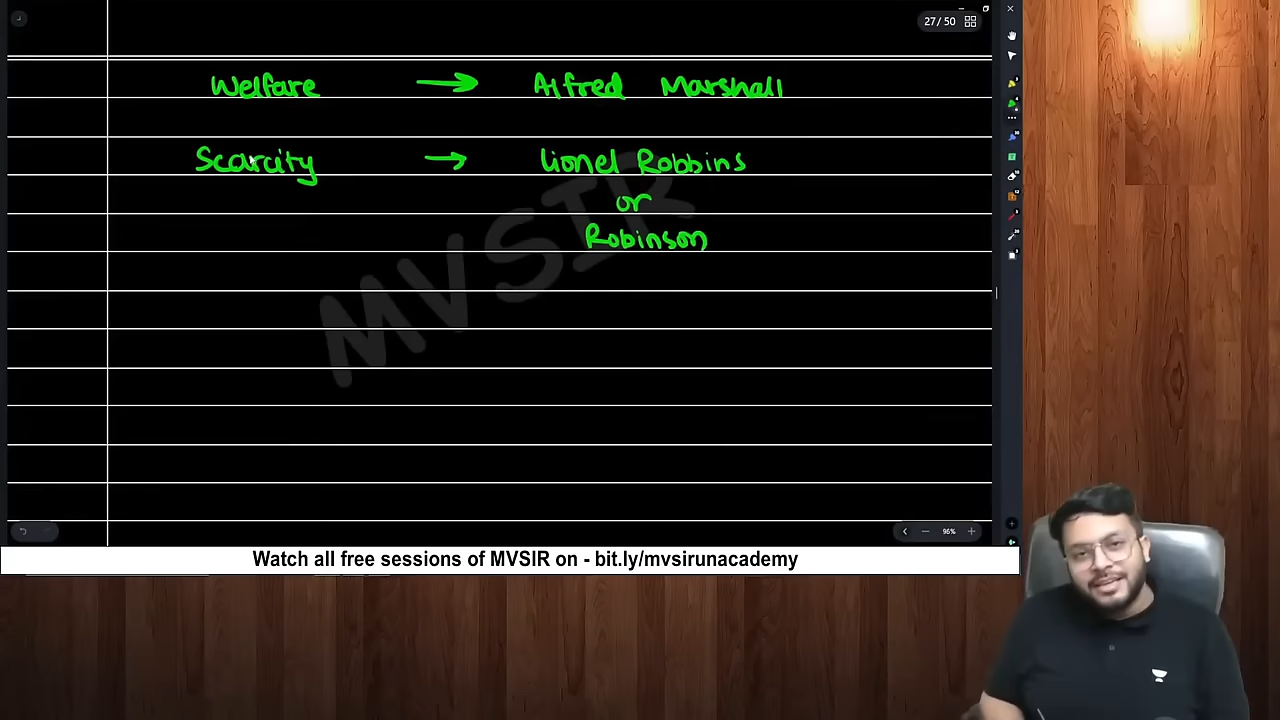 27/50
Welfare → Alfred Marshall
Scarcity → Lionel Robbins
or
Robinson
MVSIR
96%
Watch all free sessions of MVSIR on - bit.ly/mvsirunacademy